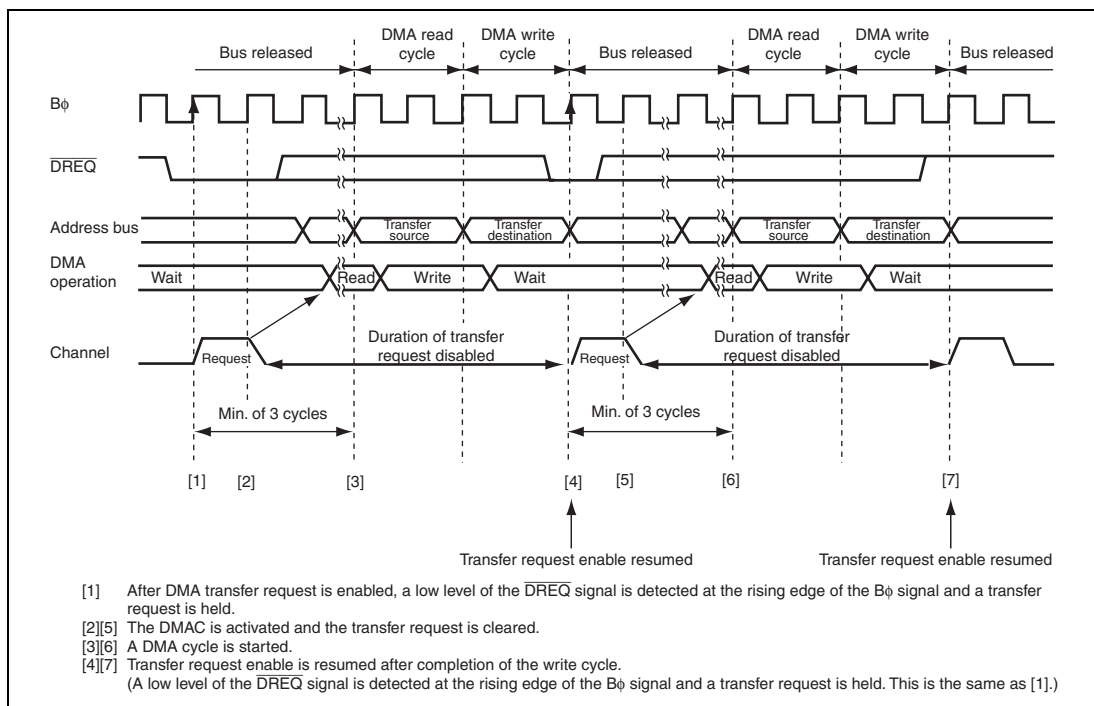 Bus released
DMA read cycle
DMA write cycle
Bus released
DMA read cycle
DMA write cycle
Bus released
Bϕ
DREQ
Address bus
Transfer source
Transfer destination
Transfer source
Transfer destination
DMA operation
Wait
Read
Write
Wait
Read
Write
Wait
Channel
Request
Duration of transfer request disabled
Request
Duration of transfer request disabled
Min. of 3 cycles
Min. of 3 cycles
[1]
[2]
[3]
[4]
[5]
[6]
[7]
Transfer request enable resumed
Transfer request enable resumed
[1] After DMA transfer request is enabled, a low level of the DREQ signal is detected at the rising edge of the Bϕ signal and a transfer
request is held.
[2][5] The DMAC is activated and the transfer request is cleared.
[3][6] A DMA cycle is started.
[4][7] Transfer request enable is resumed after completion of the write cycle.
(A low level of the DREQ signal is detected at the rising edge of the Bϕ signal and a transfer request is held. This is the same as [1].)